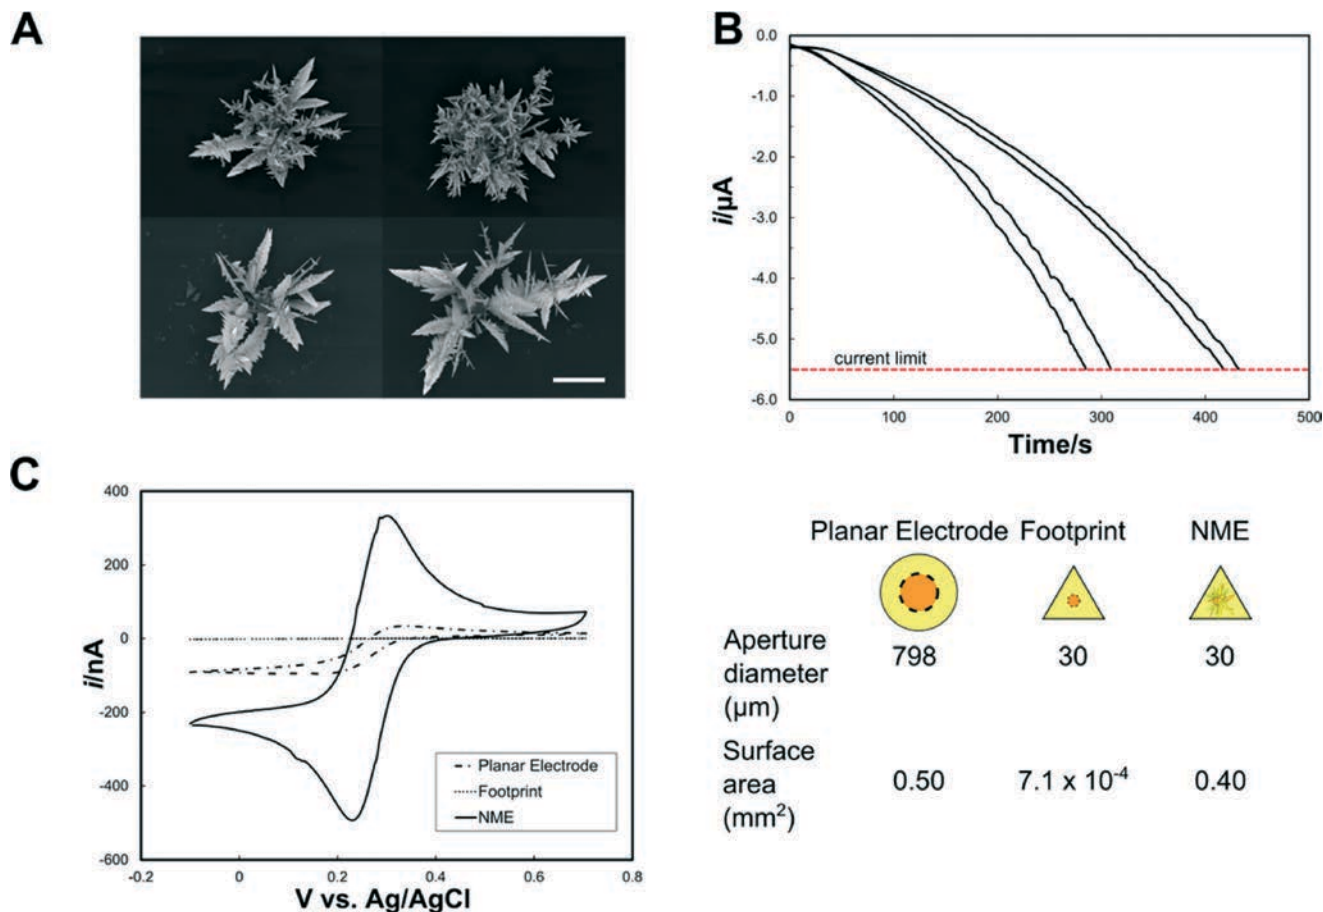 A
B
0.0
-1.0
-2.0
-3.0
-4.0
-5.0
-6.0
i/µA
current limit
0 100 200 300 400 500
Time/s
C
400
200
0
-200
-400
-600
i/nA
Planar Electrode
Footprint
NME
-0.2 0 0.2 0.4 0.6 0.8
V vs. Ag/AgCl
Planar Electrode Footprint NME
Aperture
diameter
(µm)
798 30 30
Surface
area
(mm²)
0.50 7.1 x 10⁻⁴ 0.40